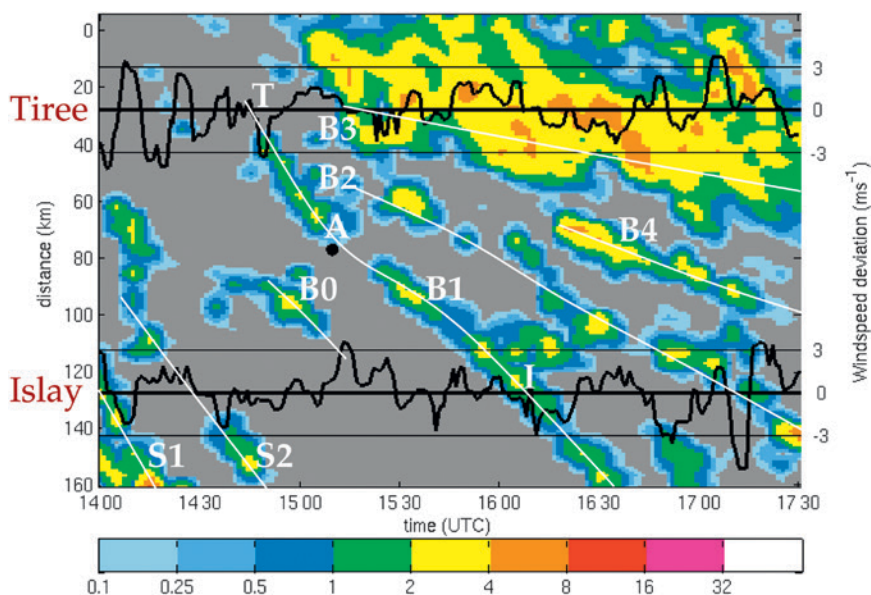 0
20
40
60
80
100
120
140
160
distance (km)
Tiree
Islay
T
B3
B2
A
B4
B0
B1
I
S1
S2
3
0
-3
3
0
-3
Windspeed deviation (ms⁻¹)
14 00
14 30
15 00
15 30
16 00
16 30
17 00
17 30
time (UTC)
0.1
0.25
0.5
1
2
4
8
16
32